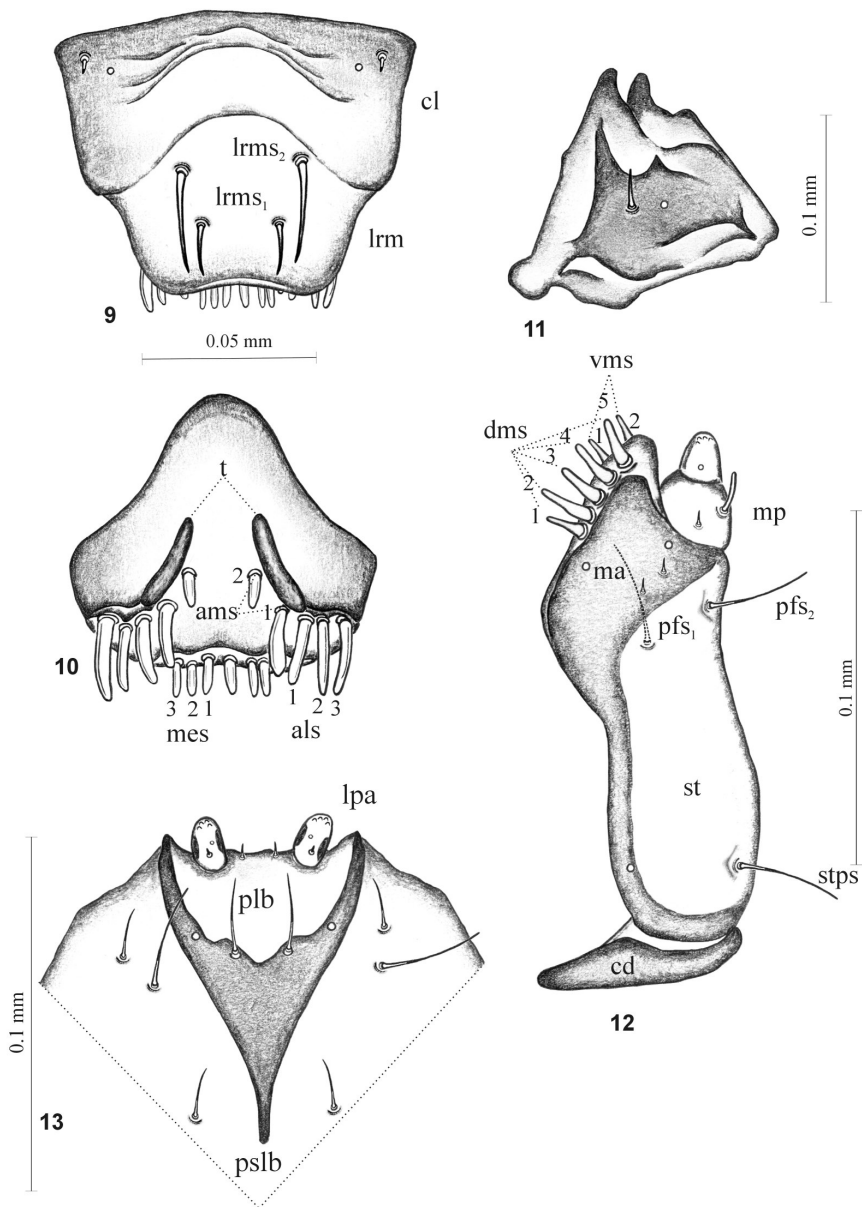 cl
lrms2
lrms1
lrm
9
0.05 mm
0.1 mm
11
t
2
ams
1
10
3 2 1
mes
1 2 3
als
vms
5
dms
4 1 2
3
2
1
mp
ma
pfs1
pfs2
0.1 mm
st
stps
cd
12
lpa
plb
0.1 mm
13
pslb